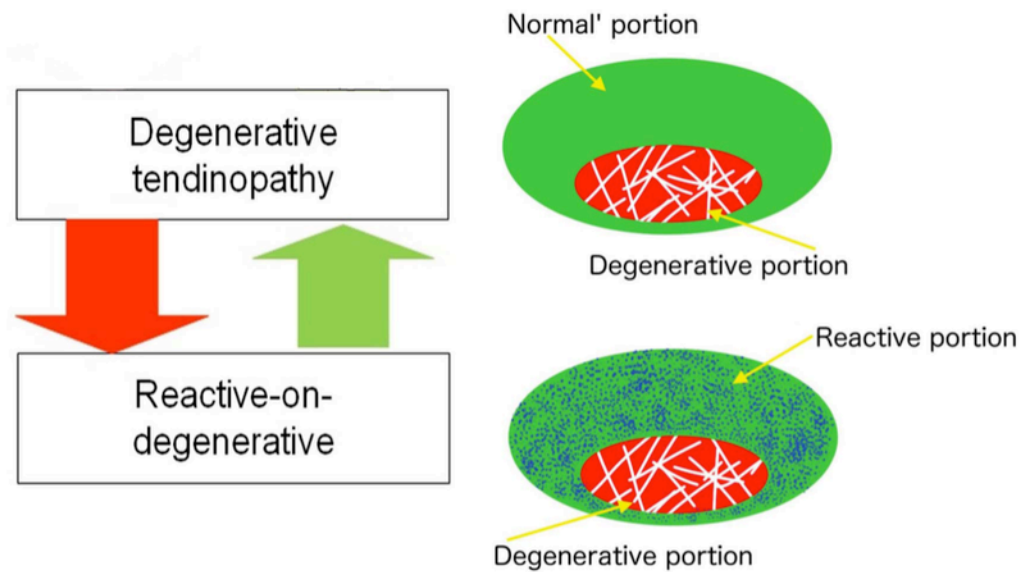 Normal' portion
Degenerative
tendinopathy
Degenerative portion
Reactive portion
Reactive-on-
degenerative
Degenerative portion